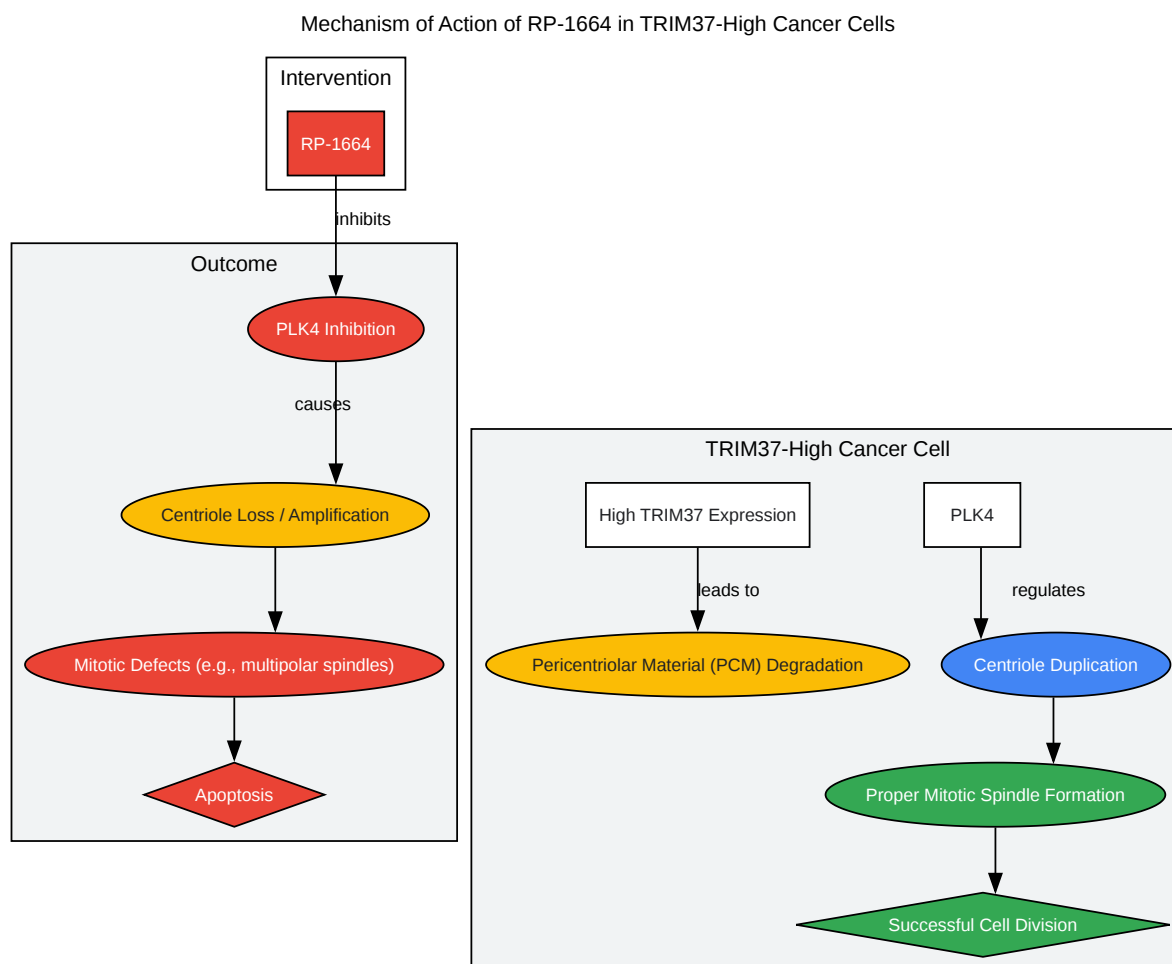 Mechanism of Action of RP-1664 in TRIM37-High Cancer Cells
Intervention
RP-1664
inhibits
Outcome
PLK4 Inhibition
causes
Centriole Loss / Amplification
Mitotic Defects (e.g., multipolar spindles)
Apoptosis
TRIM37-High Cancer Cell
High TRIM37 Expression
PLK4
leads to
regulates
Pericentriolar Material (PCM) Degradation
Centriole Duplication
Proper Mitotic Spindle Formation
Successful Cell Division